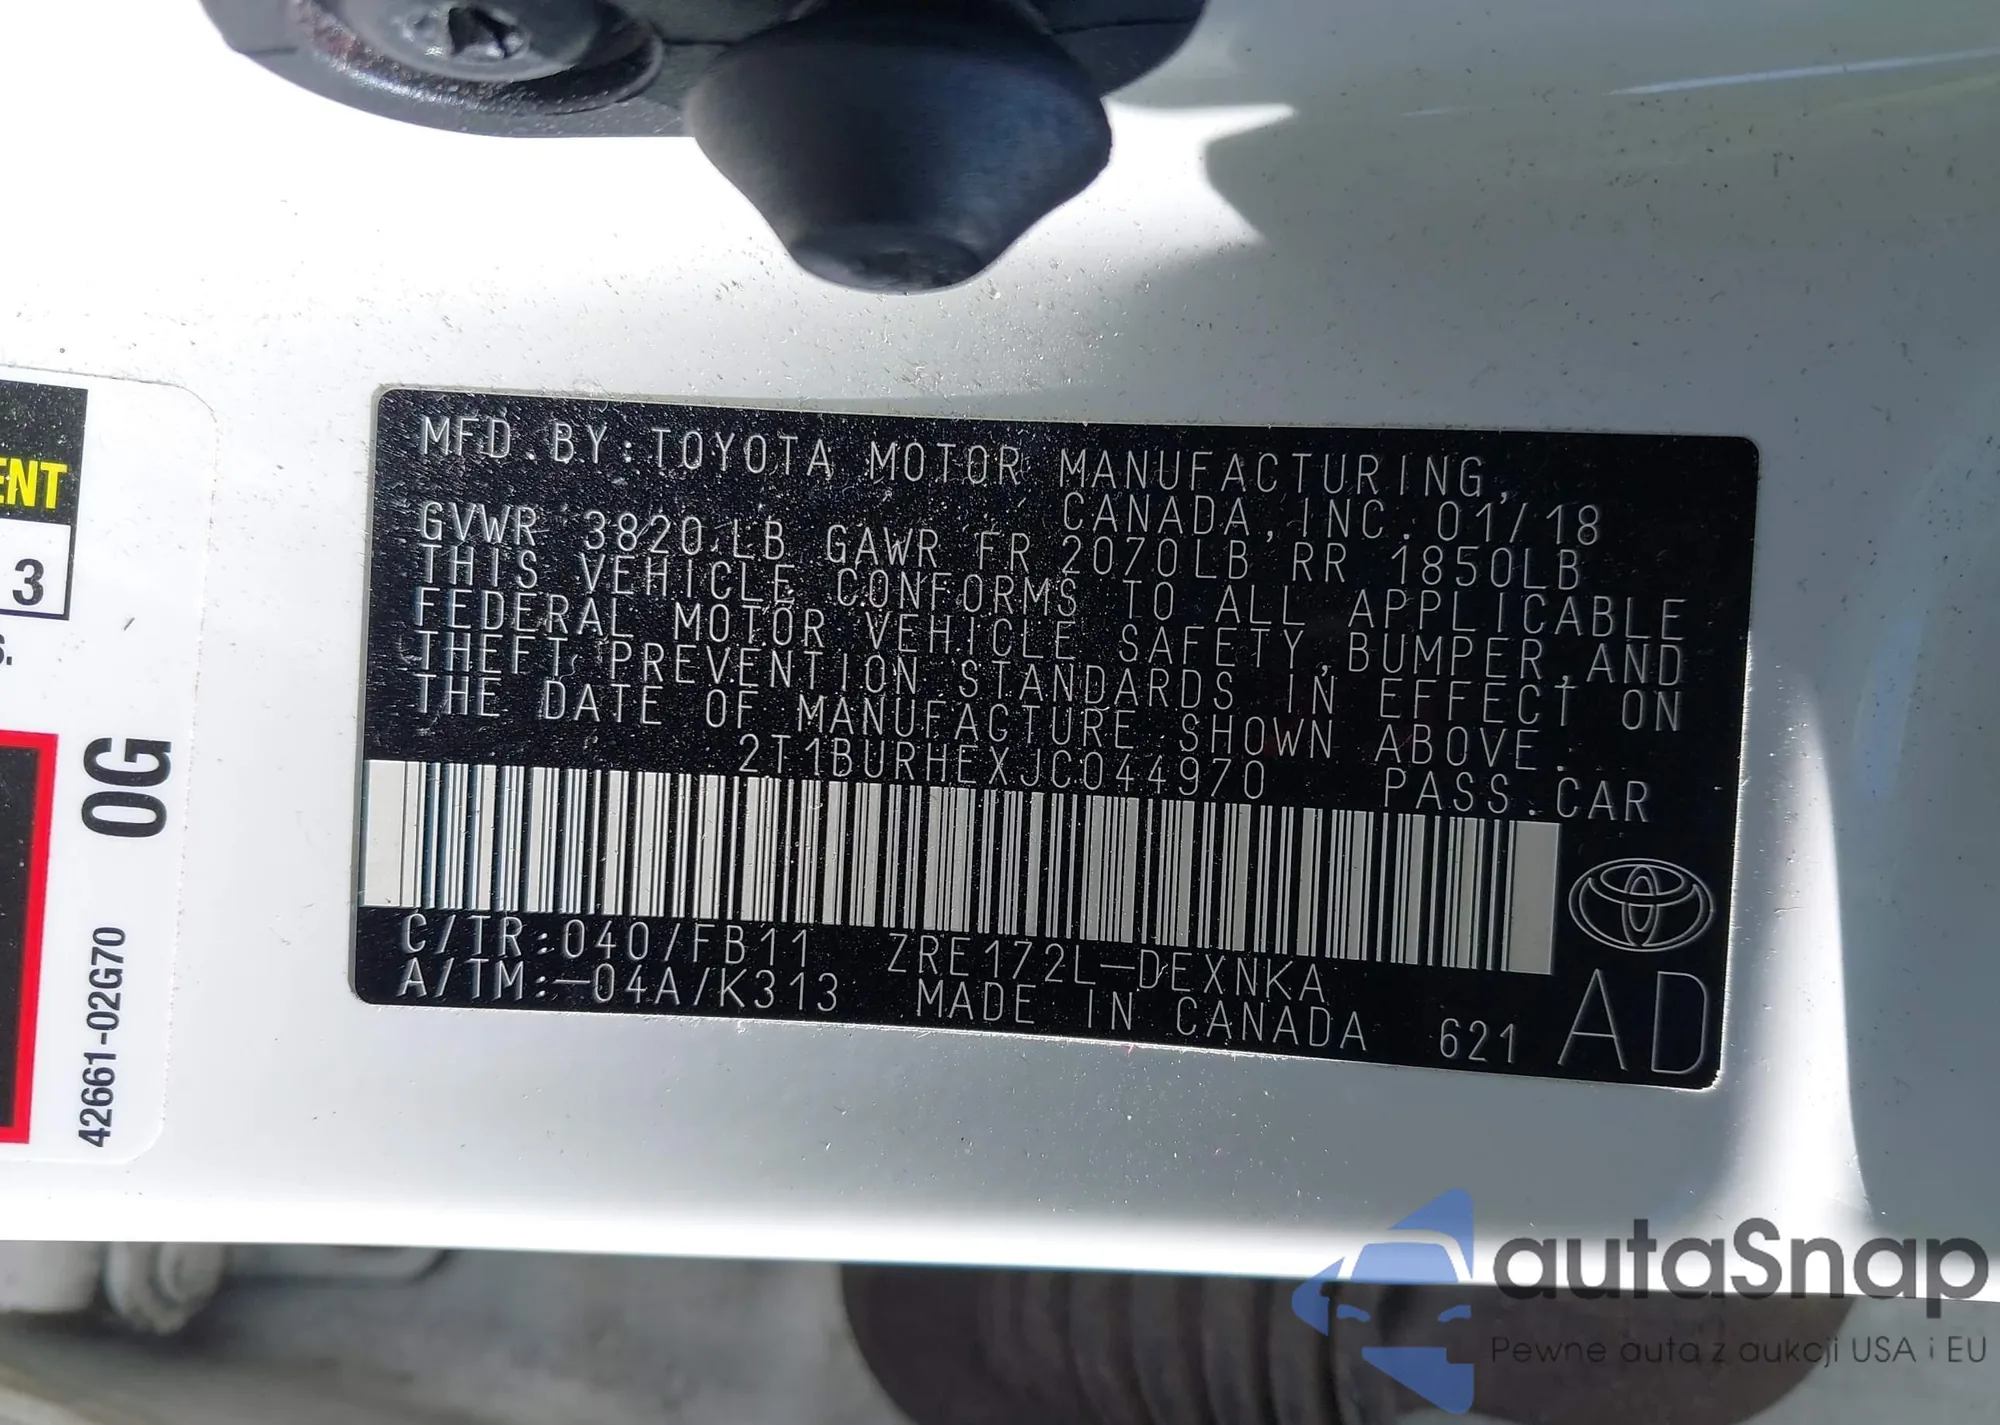 MFD.BY:TOYOTA MOTOR MANUFACTURING,
CANADA,INC.01/18
GVWR 3820LB GAWR FR 2070LB RR 1850LB
THIS VEHICLE CONFORMS TO ALL APPLICABLE
FEDERAL MOTOR VEHICLE SAFETY,BUMPER,AND
THEFT PREVENTION STANDARDS IN EFFECT ON
THE DATE OF MANUFACTURE SHOWN ABOVE.
2T1BURHEXJC044970 PASS.CAR
C/TR:040/FB11 ZRE172L-DEXNKA
A/TM:-04A/K313 MADE IN CANADA 621 AD
ENT
3
S.
0G
42661-02G70
autaSnap
Pewne auta z aukcji USA i EU